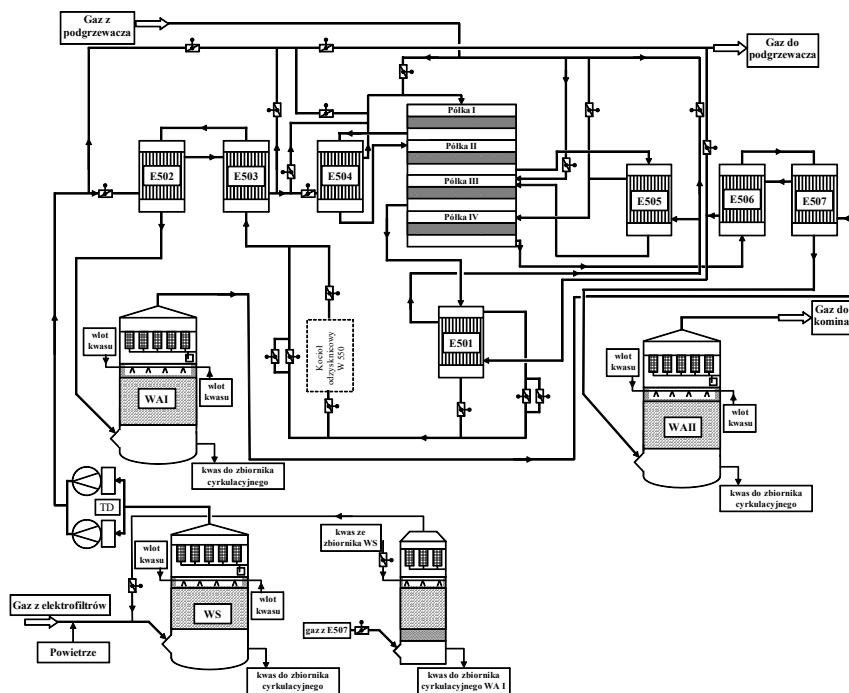 Gaz z
podgrzewacza
Gaz do
podgrzewacza
Półka I
Półka II
Półka III
Półka IV
E502
E503
E504
E505
E506
E507
E501
Gaz do
komina
wlot
kwasu
WAI
wlot
kwasu
kwas do zbiornika
cyrkulacyjnego
Kocioł
odzysknicowy
W 550
wlot
kwasu
WAII
wlot
kwasu
kwas do zbiornika
cyrkulacyjnego
TD
wlot
kwasu
WS
wlot
kwasu
kwas ze
zbiornika WS
Gaz z elektrofiltrów
Powietrze
gaz z E507
kwas do zbiornika
cyrkulacyjnego
kwas do zbiornika
cyrkulacyjnego WA I